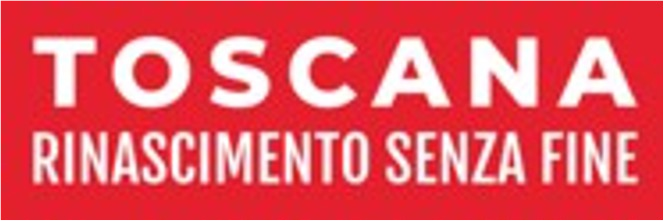 TOSCANA
RINASCIMENTO SENZA FINE